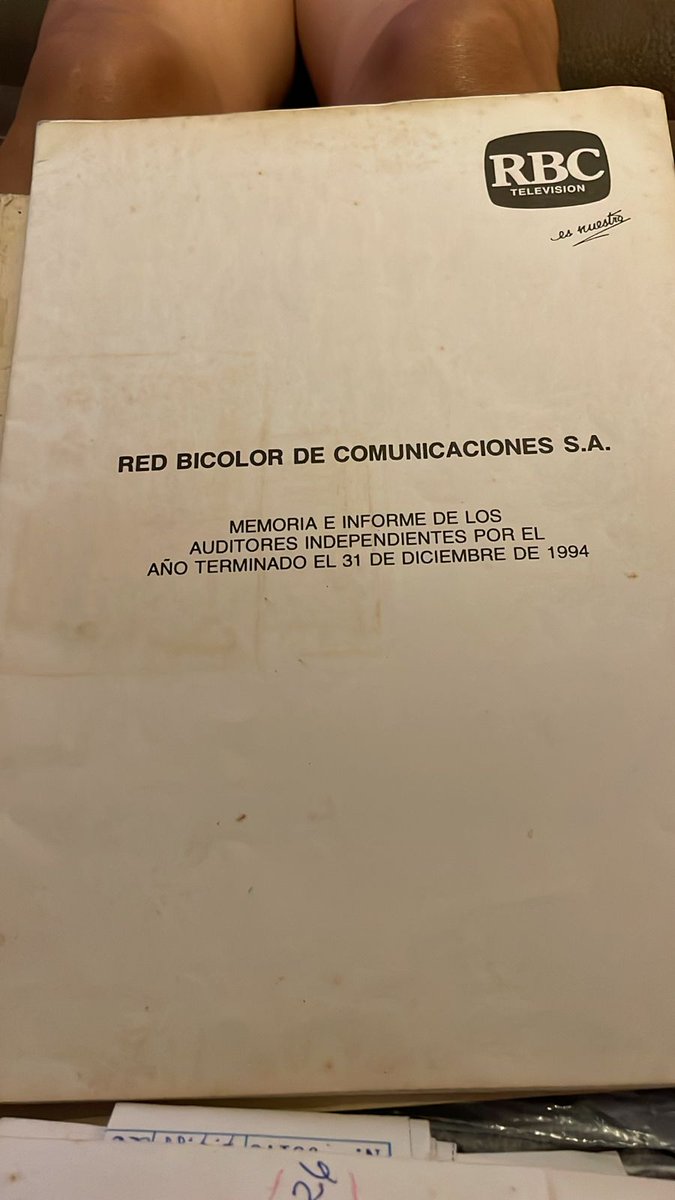 RBC
TELEVISION
es nuestra
RED BICOLOR DE COMUNICACIONES S.A.
MEMORIA E INFORME DE LOS
AUDITORES INDEPENDIENTES POR EL
AÑO TERMINADO EL 31 DE DICIEMBRE DE 1994